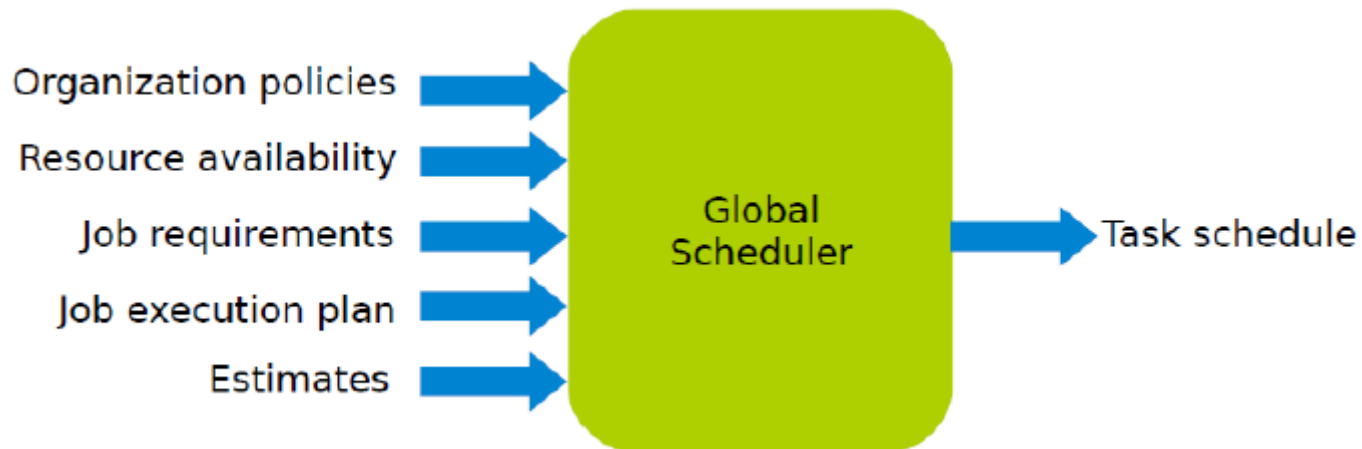 Organization policies
Resource availability
Job requirements
Job execution plan
Estimates
Global
Scheduler
Task schedule